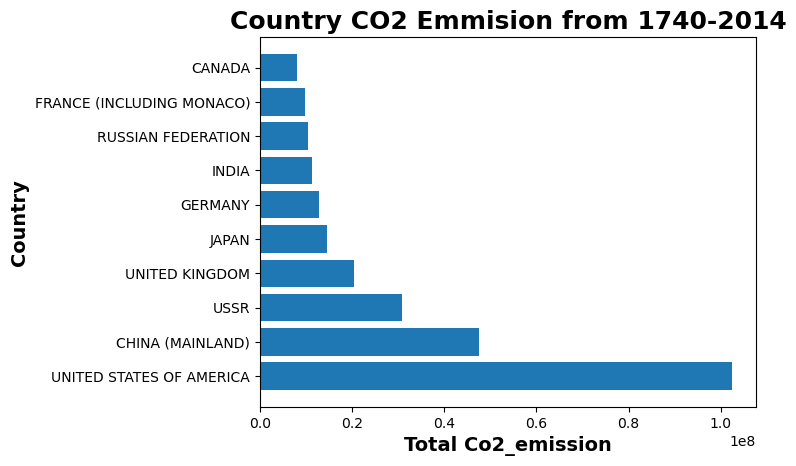 Country CO2 Emmision from 1740-2014
CANADA
FRANCE (INCLUDING MONACO)
RUSSIAN FEDERATION
INDIA
GERMANY
JAPAN
UNITED KINGDOM
USSR
CHINA (MAINLAND)
UNITED STATES OF AMERICA
Country
0.0 0.2 0.4 0.6 0.8 1.0
1e8
Total Co2_emission